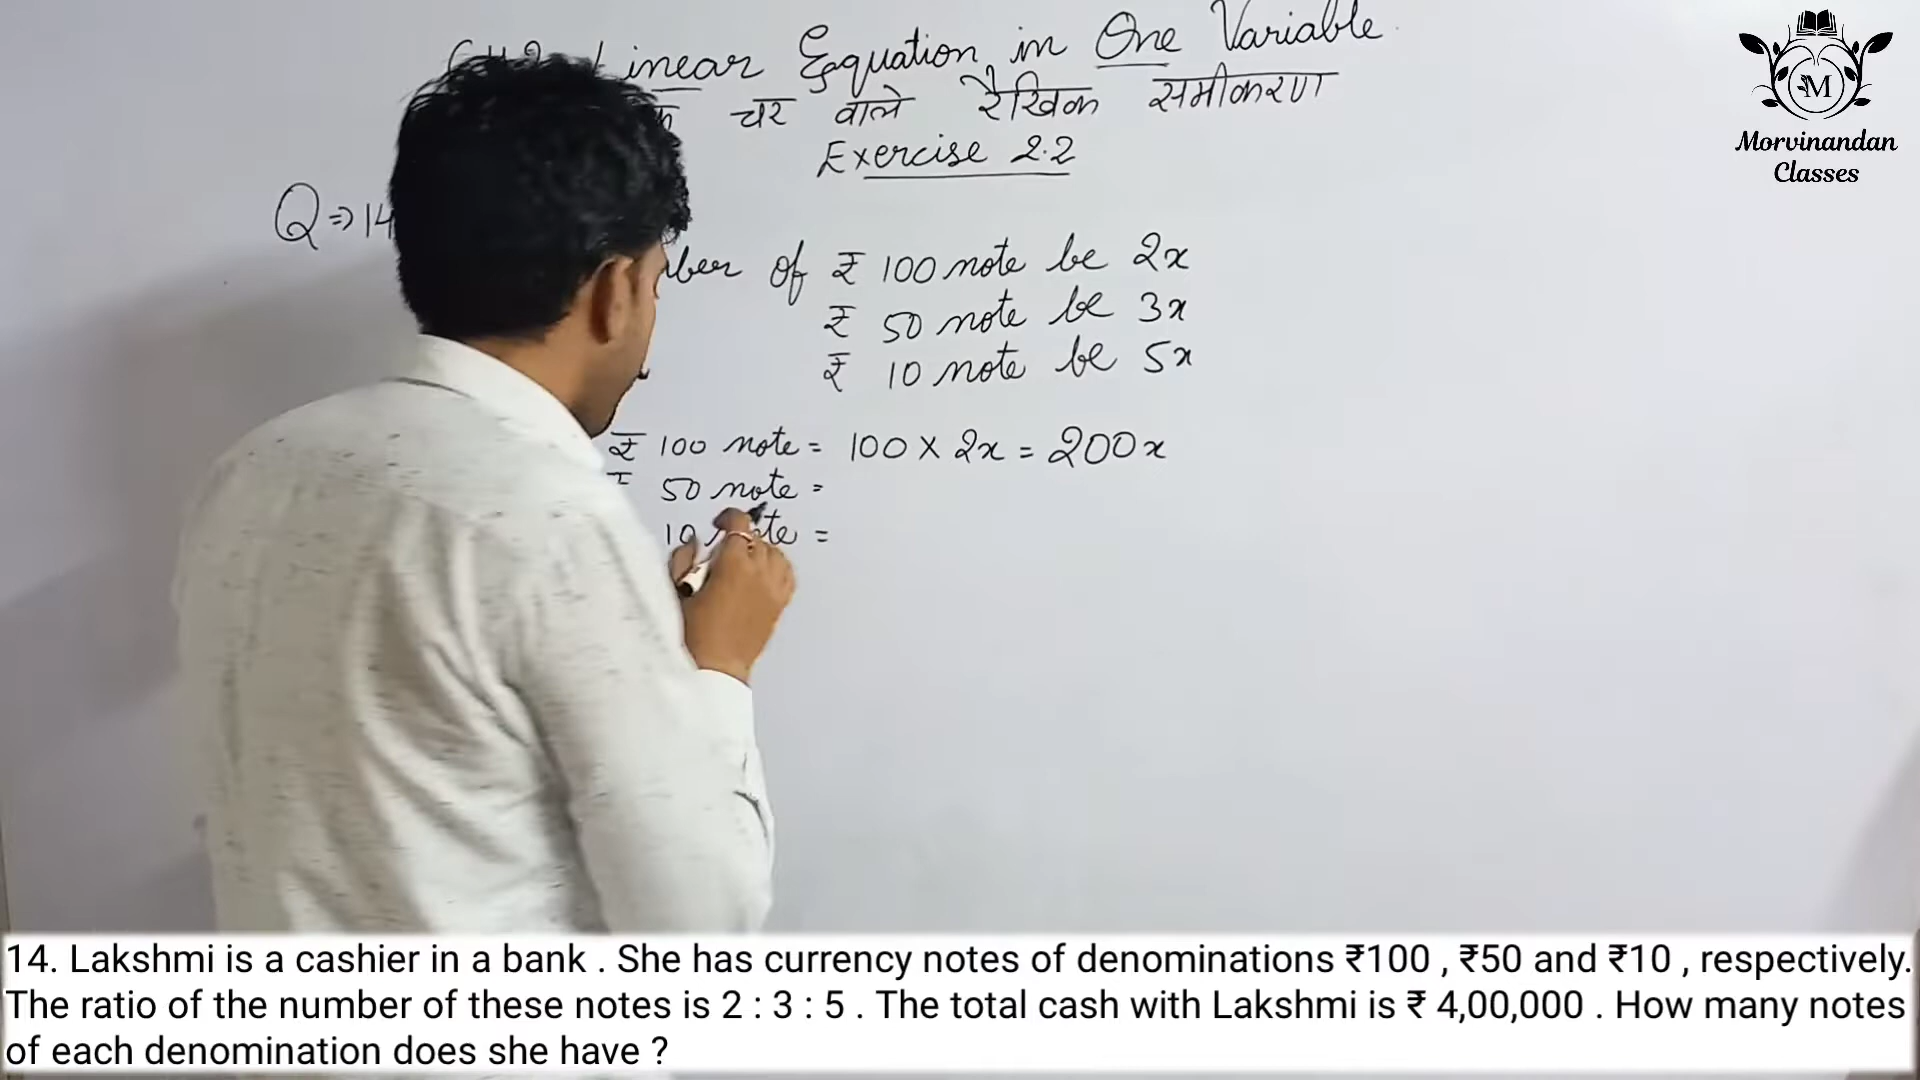 Linear Equation in One Variable
चर वाले रैखिक समीकरण
Exercise 2.2
Q => 14
of ₹ 100 note be 2x
₹ 50 note be 3x
₹ 10 note be 5x
₹ 100 note = 100 × 2x = 200x
₹ 50 note =
10 note =
M
Morvinandan
Classes
14. Lakshmi is a cashier in a bank . She has currency notes of denominations ₹100 , ₹50 and ₹10 , respectively.
The ratio of the number of these notes is 2 : 3 : 5 . The total cash with Lakshmi is ₹ 4,00,000 . How many notes
of each denomination does she have ?